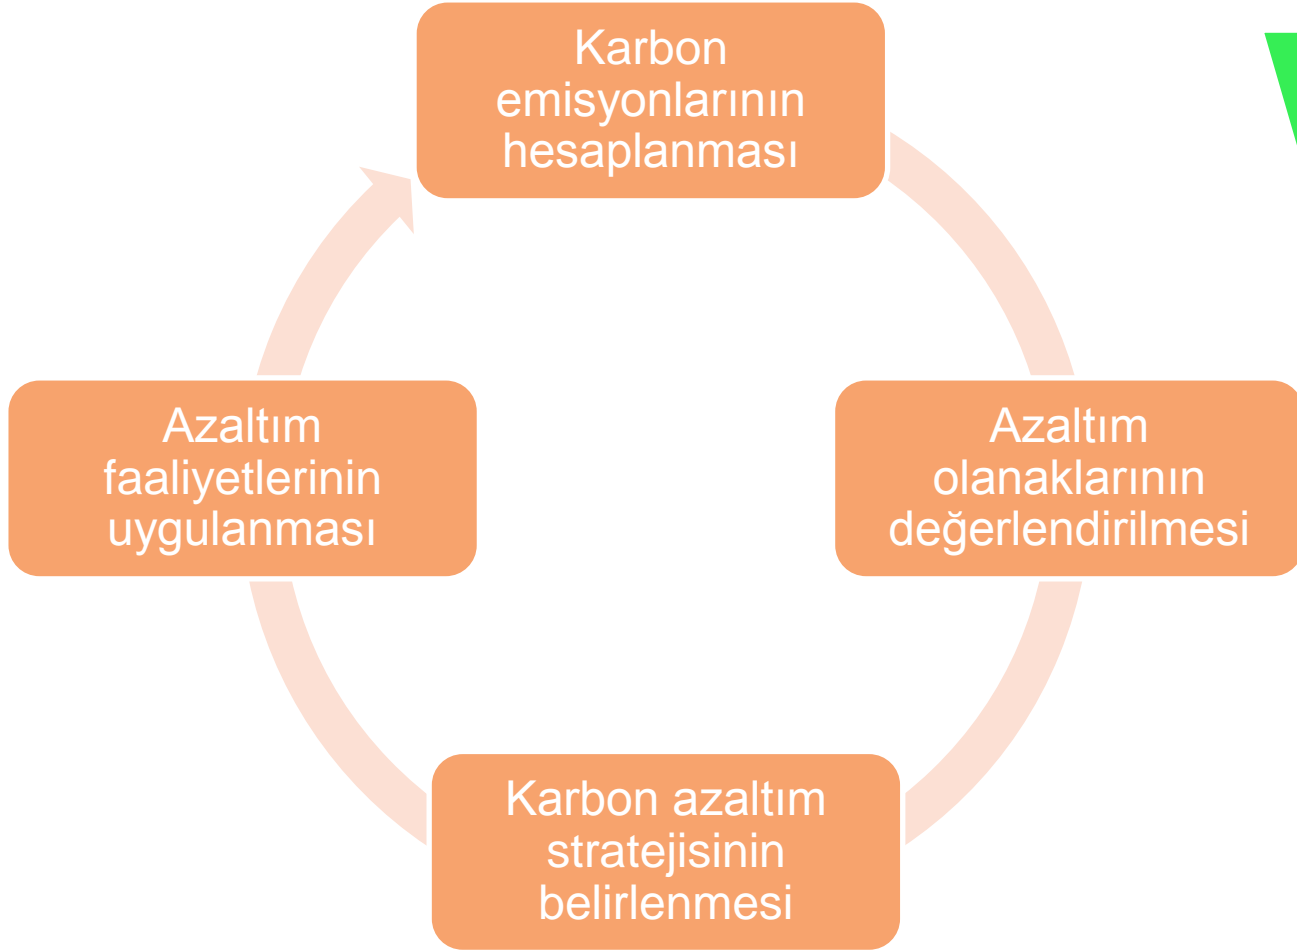 Karbon
emisyonlarının
hesaplanması
Azaltım
olanaklarının
değerlendirilmesi
Karbon azaltım
stratejisinin
belirlenmesi
Azaltım
faaliyetlerinin
uygulanması